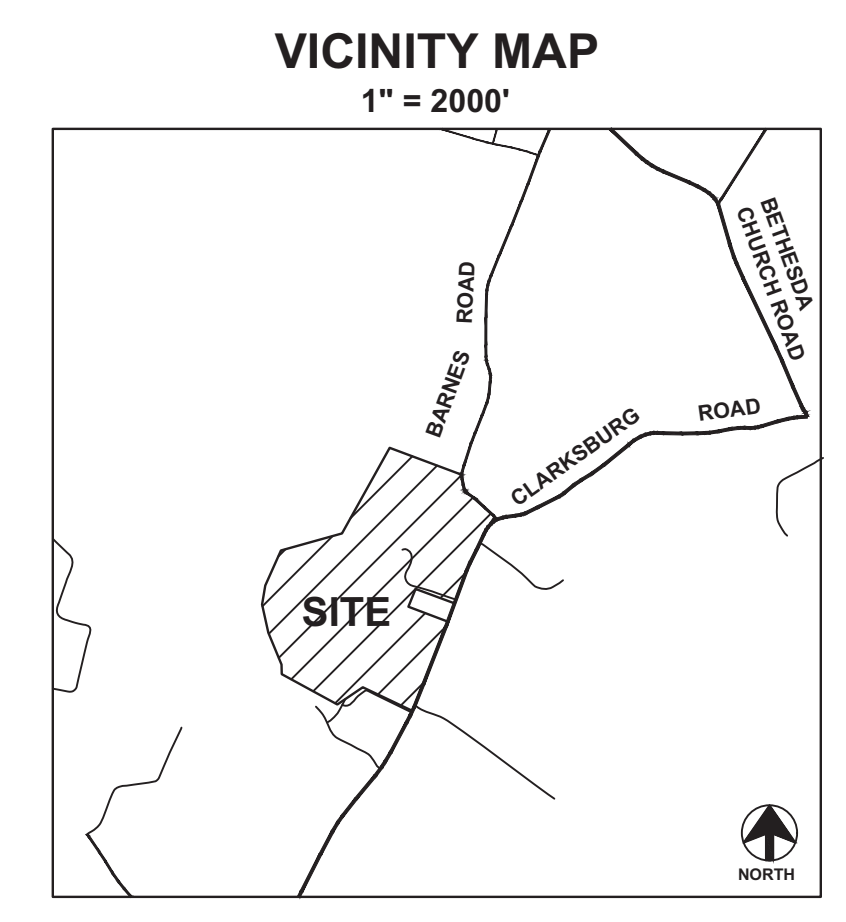 VICINITY MAP
1" = 2000'
BETHESDA
CHURCH ROAD
BARNES ROAD
CLARKSBURG ROAD
SITE
NORTH